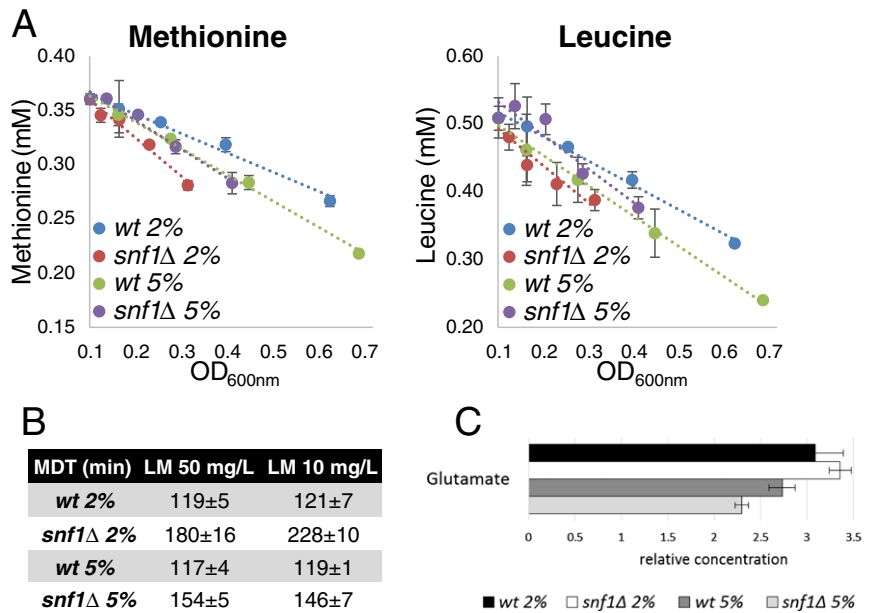 A
Methionine
0.40
0.35
0.30
0.25
0.20
0.15
Methionine (mM)
wt 2%
snf1Δ 2%
wt 5%
snf1Δ 5%
0.1 0.2 0.3 0.4 0.5 0.6 0.7
OD600nm
Leucine
0.60
0.50
0.40
0.30
0.20
Leucine (mM)
wt 2%
snf1Δ 2%
wt 5%
snf1Δ 5%
0.1 0.2 0.3 0.4 0.5 0.6 0.7
OD600nm
B
MDT (min) LM 50 mg/L LM 10 mg/L
wt 2% 119±5 121±7
snf1Δ 2% 180±16 228±10
wt 5% 117±4 119±1
snf1Δ 5% 154±5 146±7
C
Glutamate
0 0.5 1 1.5 2 2.5 3 3.5
relative concentration
wt 2% snf1Δ 2% wt 5% snf1Δ 5%